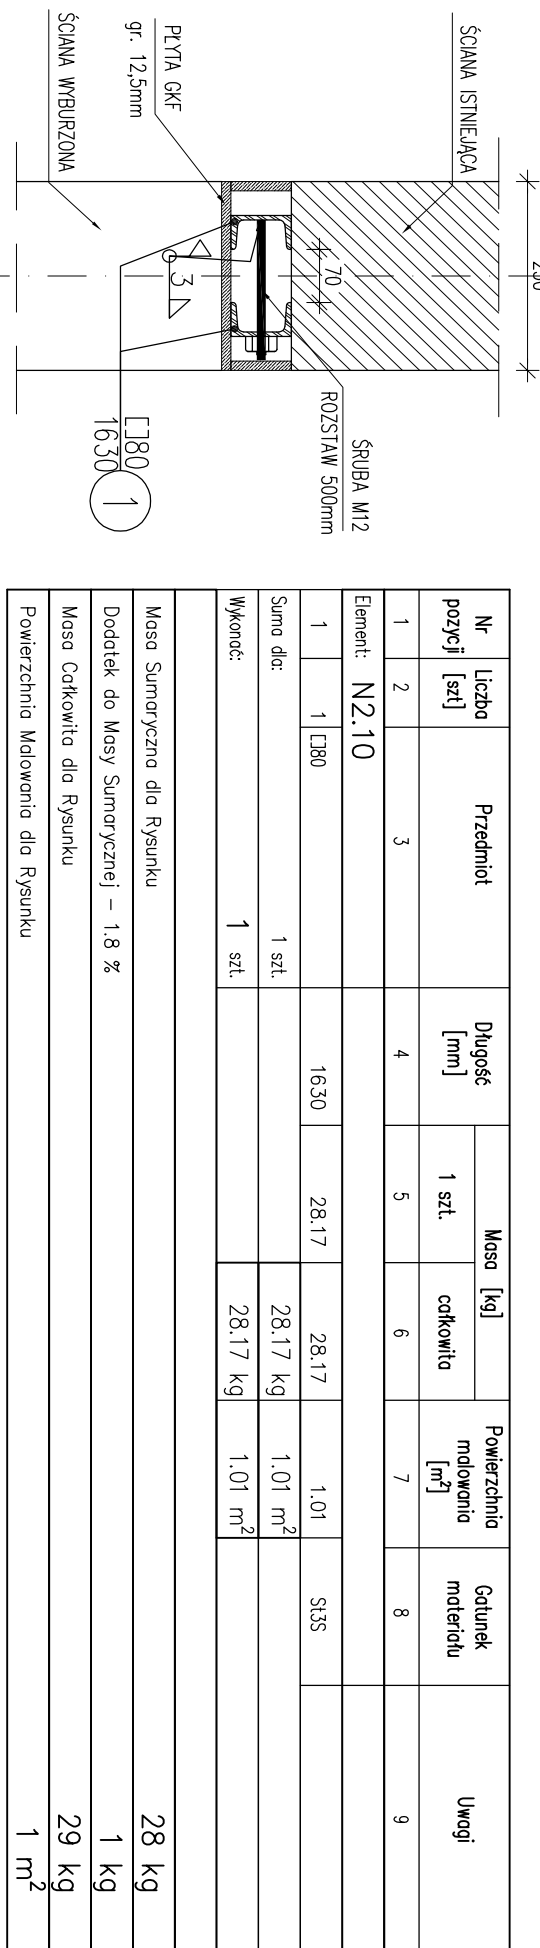 ŚCIANA ISTNIEJĄCA
70
ŚRUBA M12
ROZSTAW 500mm
PŁYTA GKF
gr. 12,5mm
3
ŚCIANA WYBURZONA
[]80
1630
1
Nr pozycji
Liczba [szt]
Przedmiot
Długość [mm]
Masa [kg]
1 szt.
całkowita
Powierzchnia malowania [m²]
Gatunek materiału
Uwagi
1 2 3 4 5 6 7 8 9
Element: N2.10
1 1 []80 1630 28.17 28.17 1.01 St3S
Suma dla: 1 szt. 28.17 kg 1.01 m²
Wykonać: 1 szt. 28.17 kg 1.01 m²
Masa Sumaryczna dla Rysunku 28 kg
Dodatek do Masy Sumarycznej – 1.8 % 1 kg
Masa Całkowita dla Rysunku 29 kg
Powierzchnia Malowania dla Rysunku 1 m²